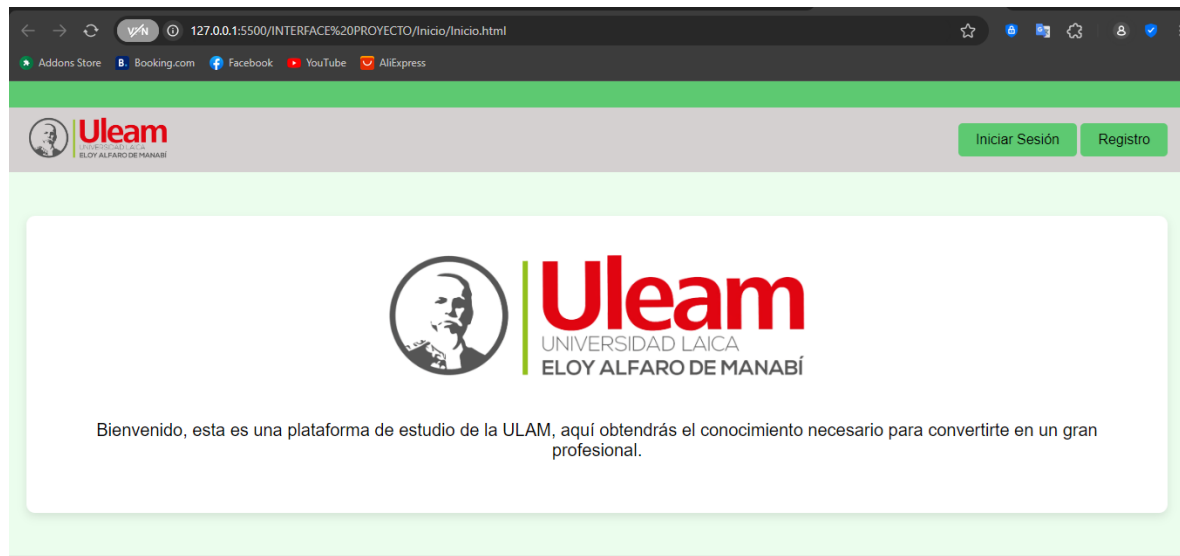 VPN
127.0.0.1:5500/INTERFACE%20PROYECTO/Inicio/Inicio.html
Addons Store B. Booking.com Facebook YouTube AliExpress
Uleam
UNIVERSIDAD LAICA
ELOY ALFARO DE MANABÍ
Iniciar Sesión Registro
Uleam
UNIVERSIDAD LAICA
ELOY ALFARO DE MANABÍ
Bienvenido, esta es una plataforma de estudio de la ULAM, aquí obtendrás el conocimiento necesario para convertirte en un gran
profesional.